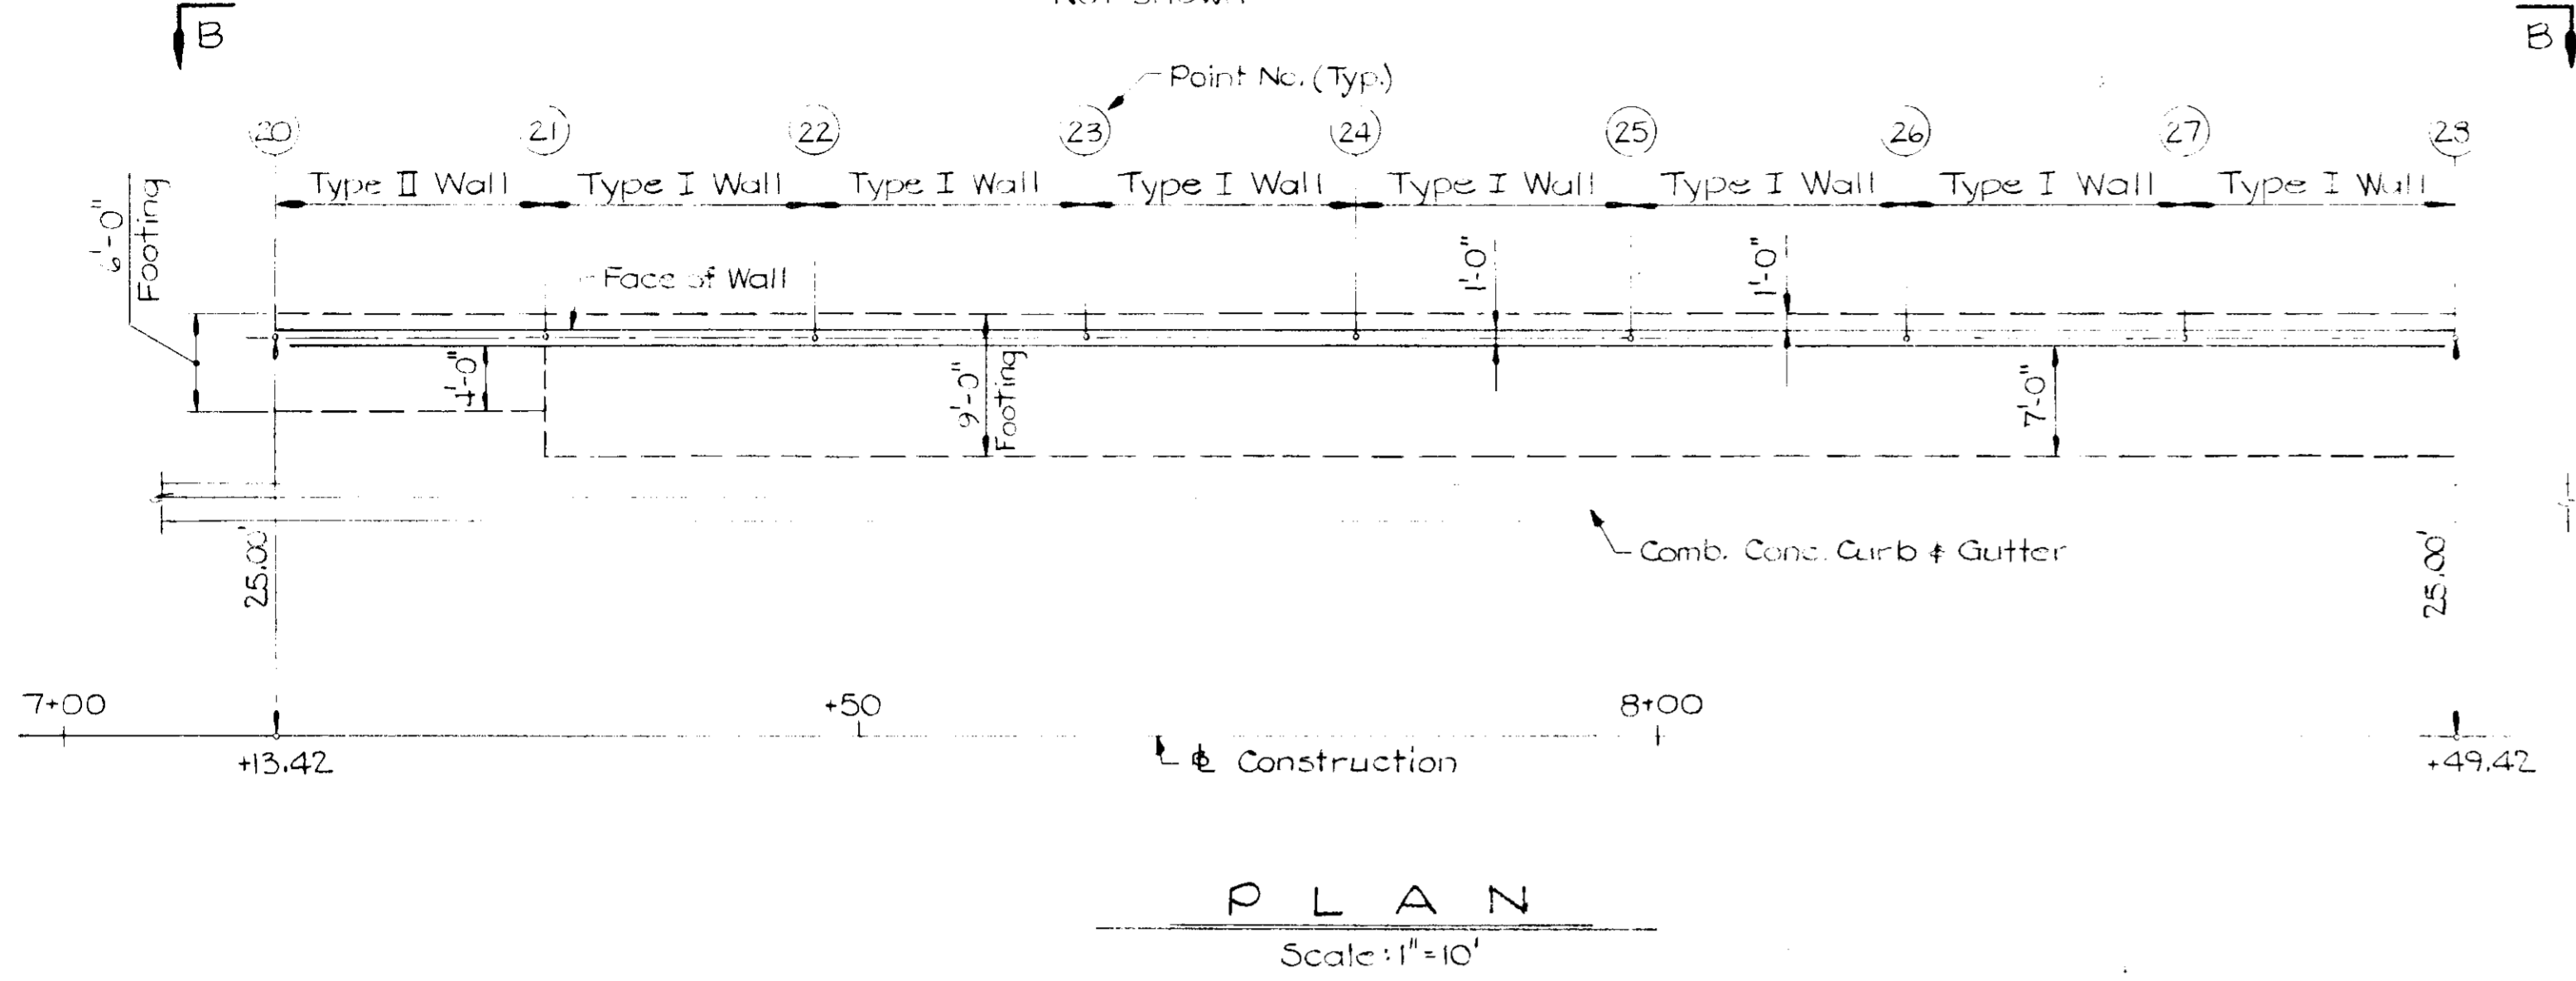 NOT SHOWN
B
B
Point No. (Typ.)
20
21
22
23
24
25
26
27
28
Type II Wall
Type I Wall
Type I Wall
Type I Wall
Type I Wall
Type I Wall
Type I Wall
Type I Wall
6'-0"
Footing
Face of Wall
1'-0"
1'-0"
4'-0"
9'-0"
Footing
7'-0"
25.00'
Comb. Conc. Curb & Gutter
25.00'
7+00
+50
8+00
+13.42
℄ Construction
+49.42
PLAN
Scale: 1"=10'